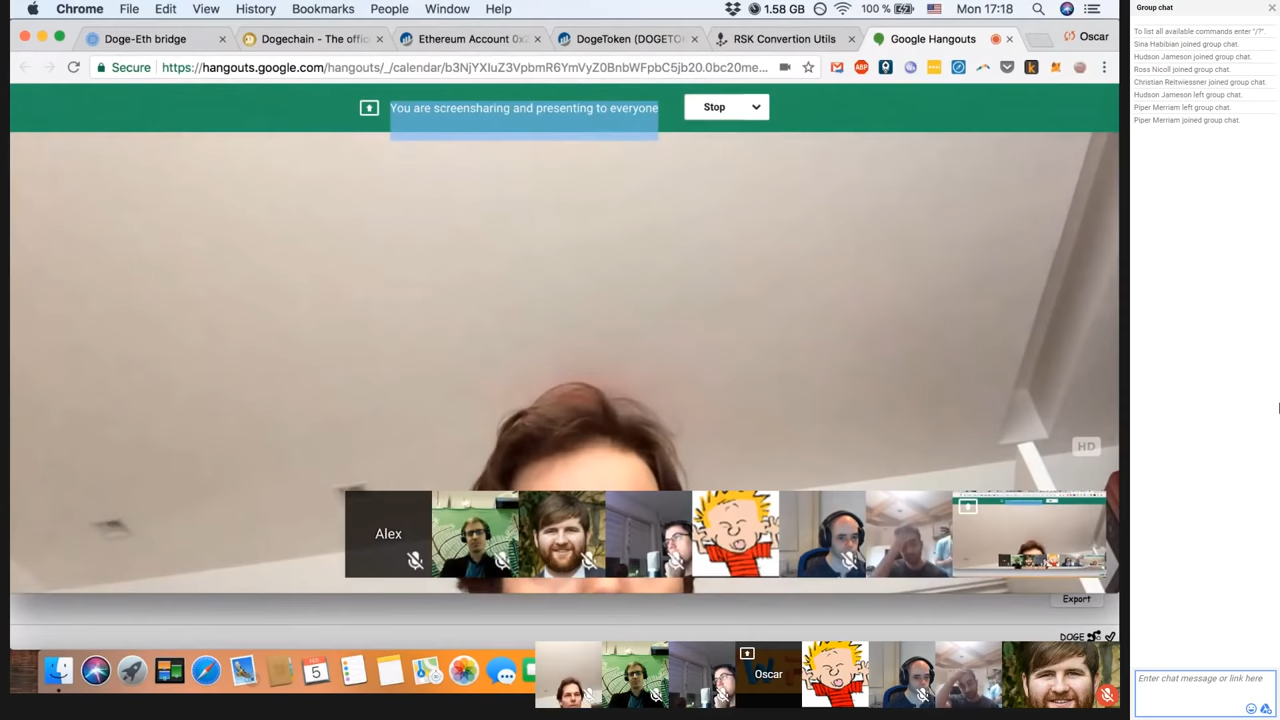 Chrome File Edit View History Bookmarks People Window Help 1.58 GB 100 % Mon 17:18
Doge-Eth bridge × Dogechain - The offic × Ethereum Account 0x2 × DogeToken (DOGETO × RSK Convertion Utils × Google Hangouts × Oscar
Secure https://hangouts.google.com/hangouts/_/calend
You are screensharing and presenting to everyone Stop
HD
Alex
Export
DOGE
5
Oscar
Group chat ×
To list all available commands enter "/?".
Sina Habibian joined group chat.
Hudson Jameson joined group chat.
Ross Nicoll joined group chat.
Christian Reitwiessner joined group chat.
Hudson Jameson left group chat.
Piper Merriam left group chat.
Piper Merriam joined group chat.
Enter chat message or link here